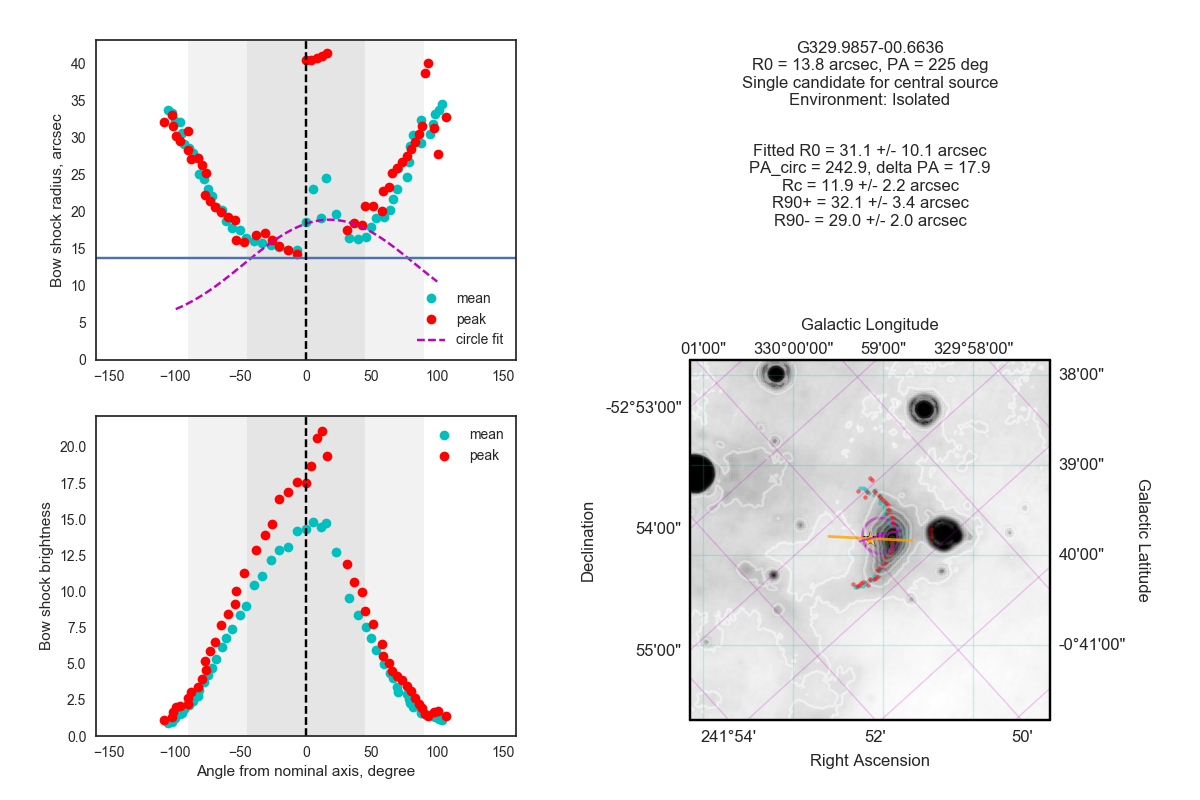 G329.9857-00.6636
R0 = 13.8 arcsec, PA = 225 deg
Single candidate for central source
Environment: Isolated
Fitted R0 = 31.1 +/- 10.1 arcsec
PA_circ = 242.9, delta PA = 17.9
Rc = 11.9 +/- 2.2 arcsec
R90+ = 32.1 +/- 3.4 arcsec
R90- = 29.0 +/- 2.0 arcsec
Bow shock radius, arcsec
40
35
30
25
20
15
10
5
0
−150 −100 −50 0 50 100 150
mean
peak
circle fit
Bow shock brightness
20.0
17.5
15.0
12.5
10.0
7.5
5.0
2.5
0.0
−150 −100 −50 0 50 100 150
Angle from nominal axis, degree
mean
peak
Galactic Longitude
01'00" 330°00'00" 59'00" 329°58'00"
38'00"
39'00"
40'00"
-0°41'00"
Galactic Latitude
-52°53'00"
54'00"
55'00"
Declination
241°54' 52' 50'
Right Ascension